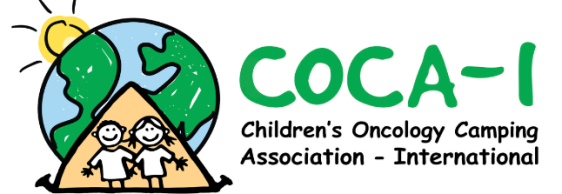 COCA-I
Children's Oncology Camping
Association - International